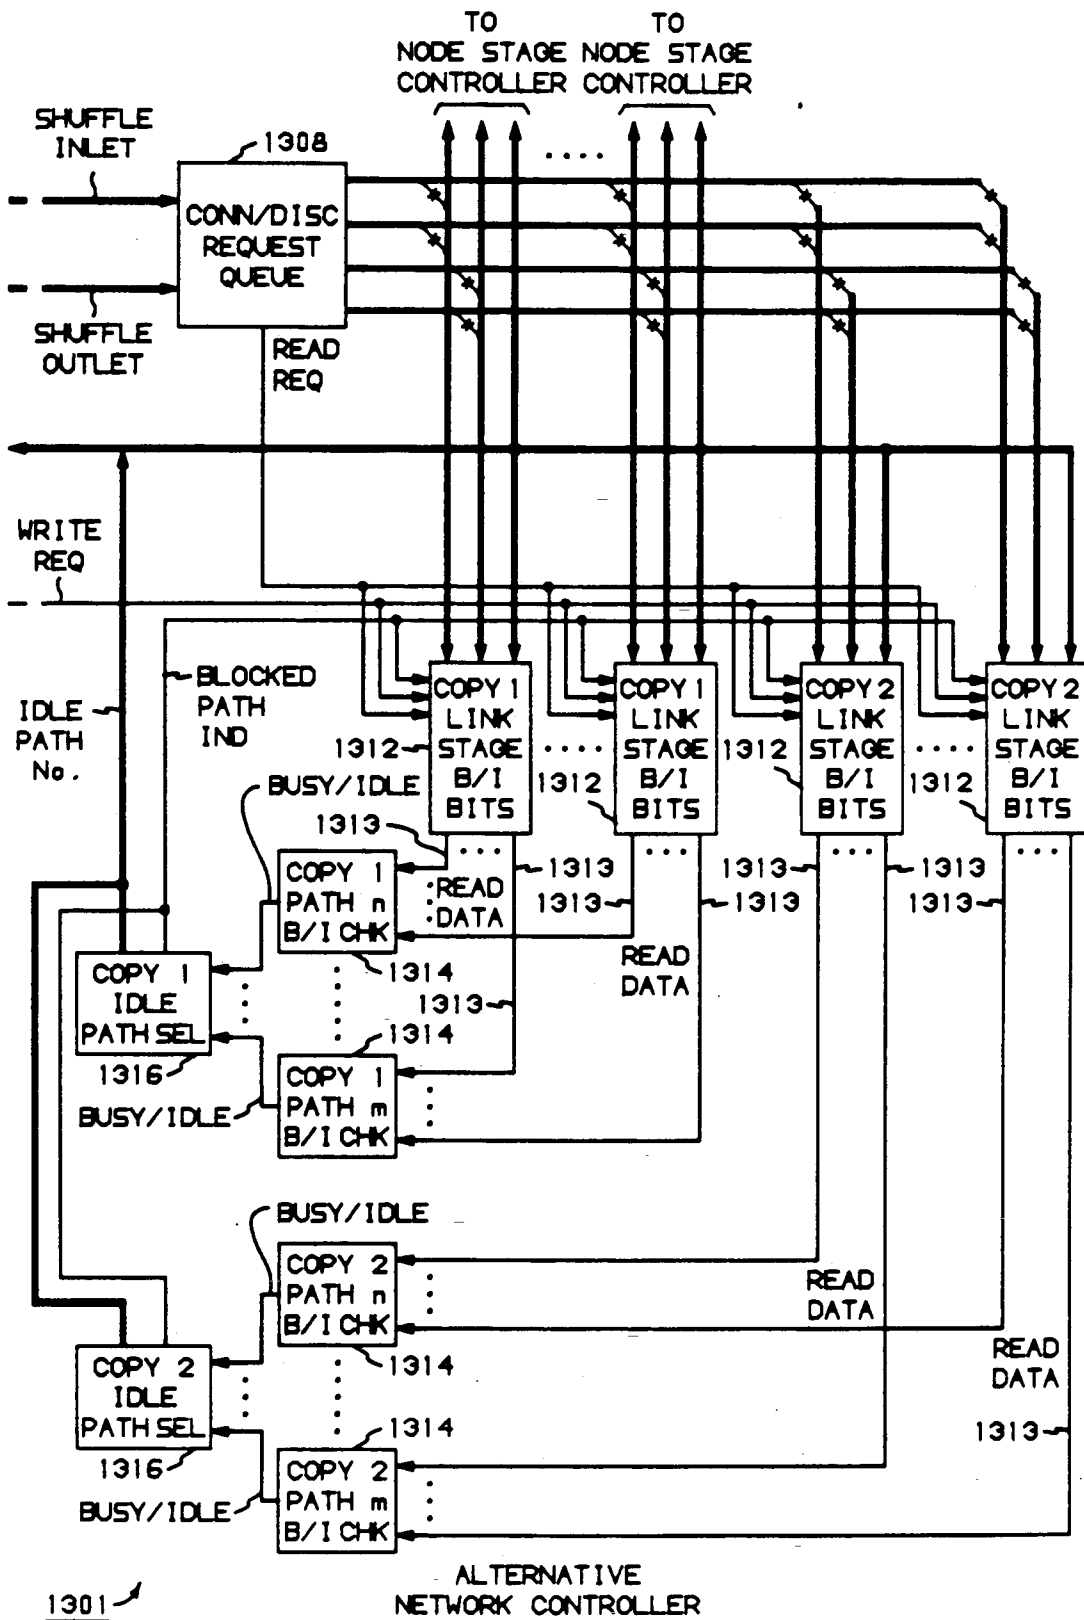 TO TO
NODE STAGE NODE STAGE
CONTROLLER CONTROLLER
SHUFFLE
INLET
1308
CONN/DISC
REQUEST
QUEUE
SHUFFLE
OUTLET
READ
REQ
WRITE
REQ
BLOCKED
PATH
IND
IDLE
PATH
No.
COPY 1
LINK
STAGE
B/I
BITS
COPY 1
LINK
STAGE
B/I
BITS
COPY 2
LINK
STAGE
B/I
BITS
COPY 2
LINK
STAGE
B/I
BITS
1312
1312
1312
1312
BUSY/IDLE
1313
1313
1313
1313
1313
1313
1313
COPY 1
PATH n
B/I CHK
READ
DATA
READ
DATA
1314
1313
COPY 1
IDLE
PATH SEL
1316
1314
COPY 1
PATH m
B/I CHK
BUSY/IDLE
BUSY/IDLE
COPY 2
PATH n
B/I CHK
READ
DATA
READ
DATA
1314
COPY 2
IDLE
PATH SEL
1316
1314
1313
COPY 2
PATH m
B/I CHK
BUSY/IDLE
1301
ALTERNATIVE
NETWORK CONTROLLER